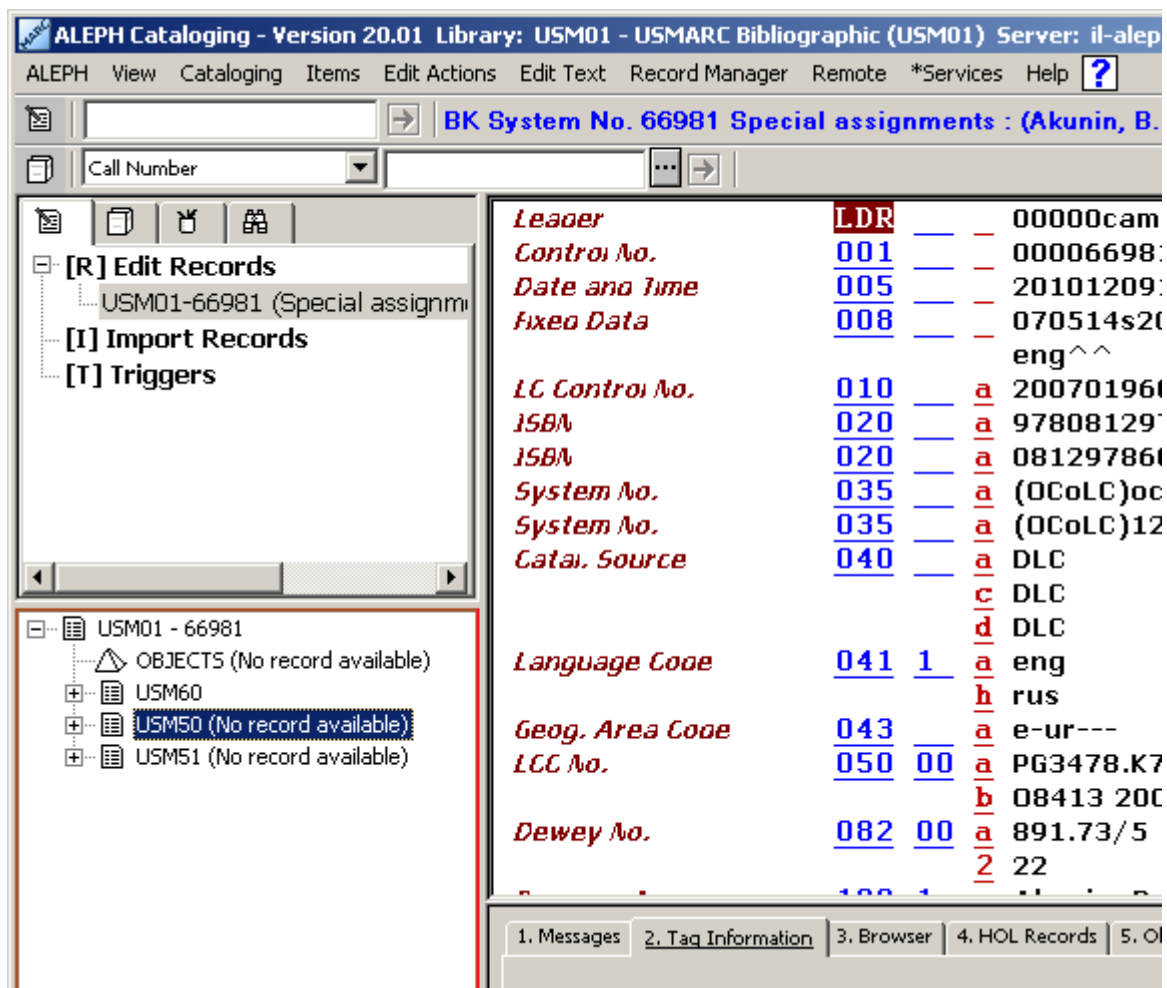 ALEPH Cataloging - Version 20.01 Library: USM01 - USMARC Bibliographic (USM01) Server: il-alep
ALEPH View Cataloging Items Edit Actions Edit Text Record Manager Remote *Services Help ?
BK System No. 66981 Special assignments : (Akunin, B.
Call Number ...
[R] Edit Records
USM01-66981 (Special assignm
[I] Import Records
[T] Triggers
USM01 - 66981
OBJECTS (No record available)
USM60
USM50 (No record available)
USM51 (No record available)
Leader LDR 00000cam
Control No. 001 000066981
Date and Time 005 201012091
Fixed Data 008 070514s20
eng^^
LC Control No. 010 a 200701960
ISBN 020 a 978081297
ISBN 020 a 081297860
System No. 035 a (OCoLC)oc
System No. 035 a (OCoLC)12
Catal. Source 040 a DLC
c DLC
d DLC
Language Code 041 1 a eng
h rus
Geog. Area Code 043 a e-ur---
LCC No. 050 00 a PG3478.K7
b O8413 200
Dewey No. 082 00 a 891.73/5
2 22
1. Messages 2. Tag Information 3. Browser 4. HOL Records 5. Ob